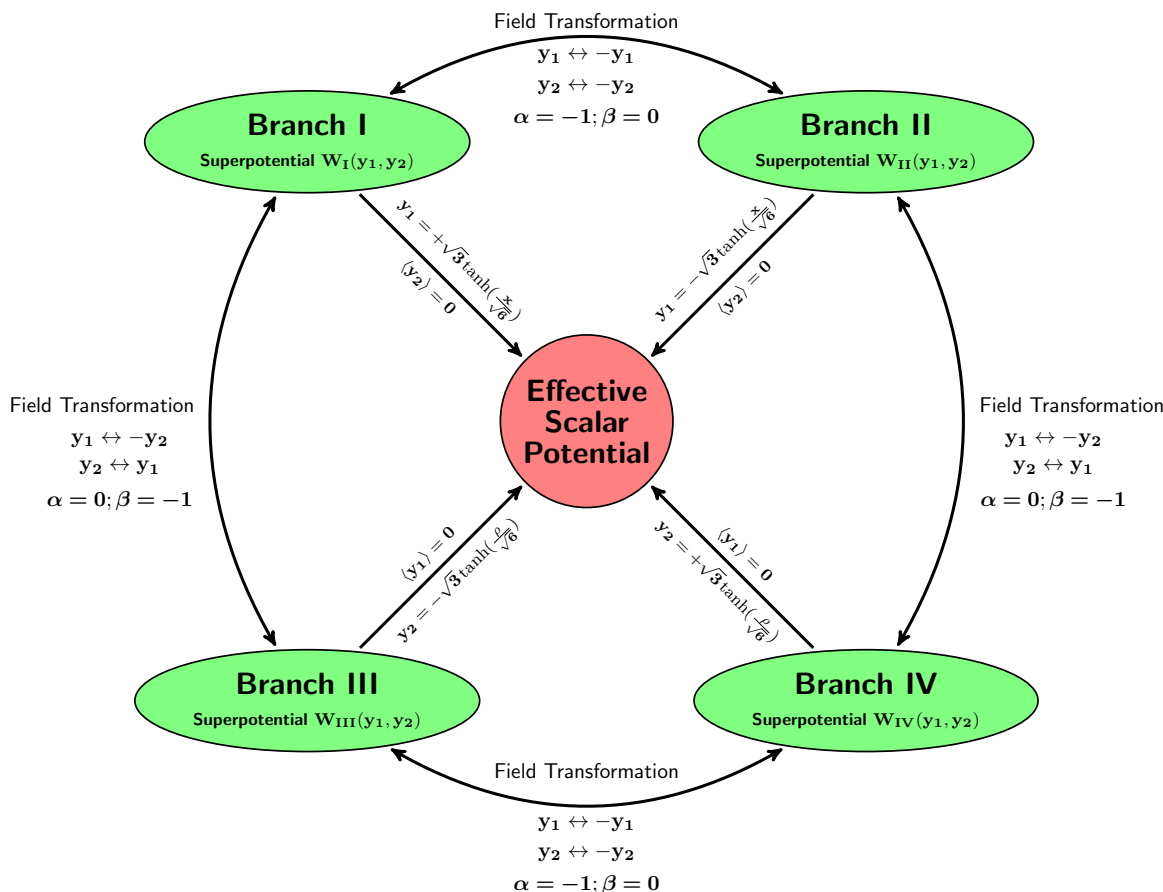 Field Transformation
y₁ ↔ −y₁
y₂ ↔ −y₂
α = −1; β = 0
Branch I
Superpotential W_I(y₁, y₂)
Branch II
Superpotential W_II(y₁, y₂)
y₁ = +√3 tanh(x/√6)
⟨y₂⟩ = 0
y₁ = −√3 tanh(x/√6)
⟨y₂⟩ = 0
Effective
Scalar
Potential
Field Transformation
y₁ ↔ −y₂
y₂ ↔ y₁
α = 0; β = −1
Field Transformation
y₁ ↔ −y₂
y₂ ↔ y₁
α = 0; β = −1
⟨y₁⟩ = 0
y₂ = −√3 tanh(ρ/√6)
⟨y₁⟩ = 0
y₂ = +√3 tanh(ρ/√6)
Branch III
Superpotential W_III(y₁, y₂)
Branch IV
Superpotential W_IV(y₁, y₂)
Field Transformation
y₁ ↔ −y₁
y₂ ↔ −y₂
α = −1; β = 0